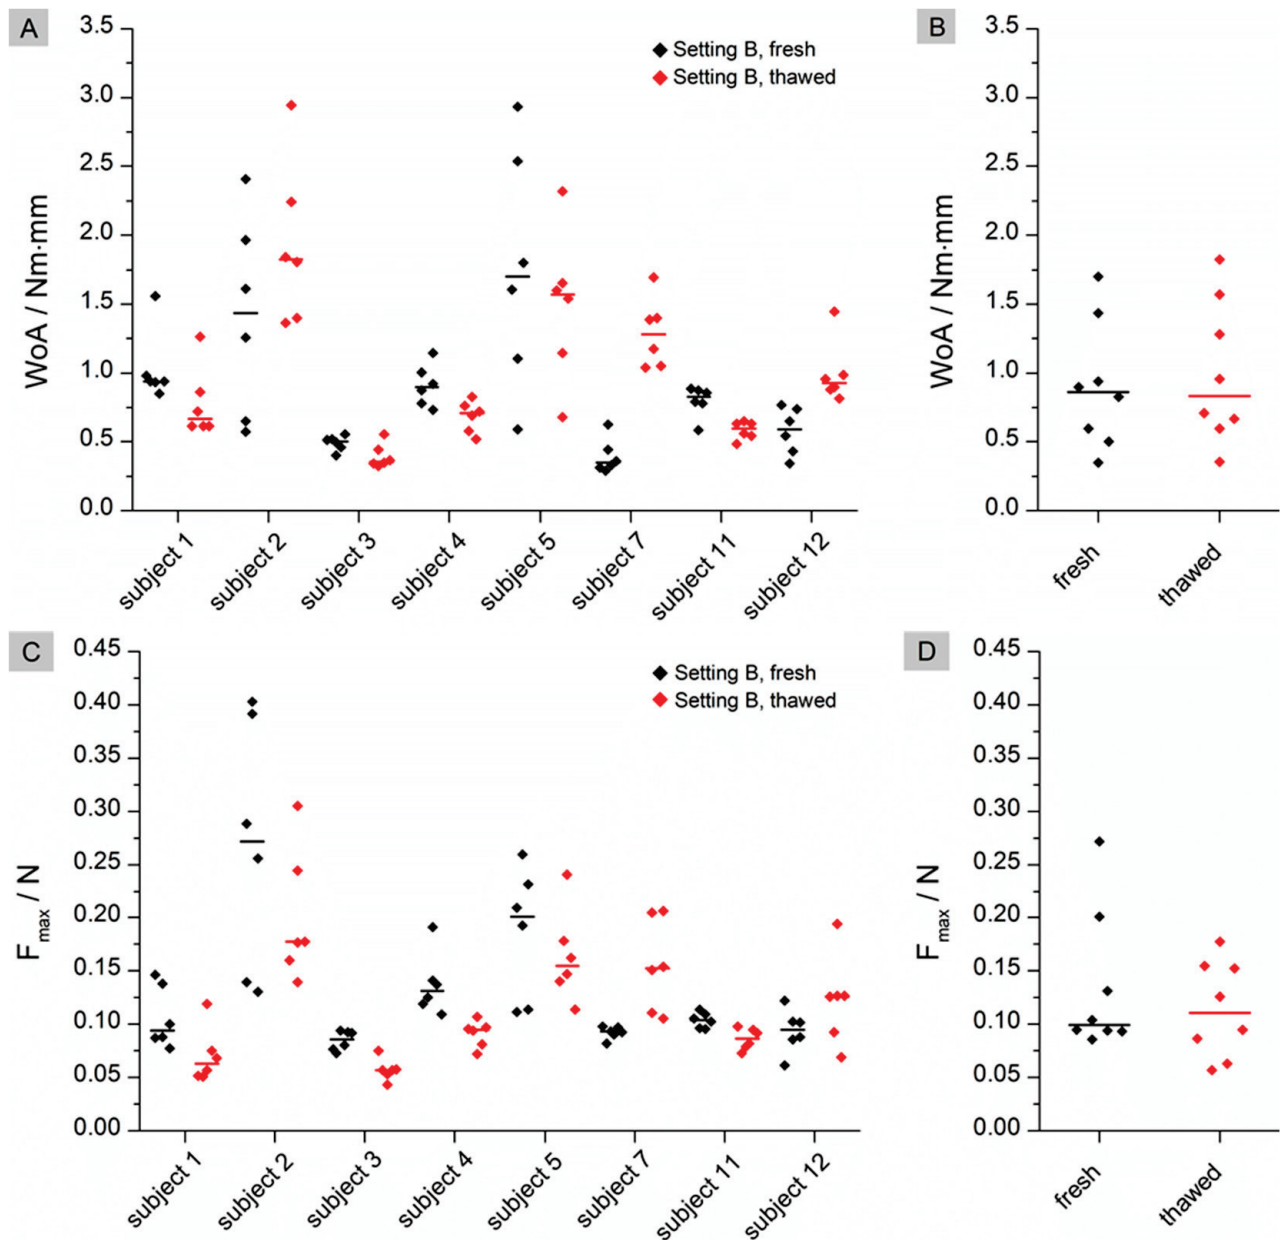 A
3.5
3.0
2.5
2.0
1.5
1.0
0.5
0.0
WoA / Nm·mm
Setting B, fresh
Setting B, thawed
subject 1
subject 2
subject 3
subject 4
subject 5
subject 7
subject 11
subject 12
B
3.5
3.0
2.5
2.0
1.5
1.0
0.5
0.0
WoA / Nm·mm
fresh
thawed
C
0.45
0.40
0.45
0.30
0.25
0.20
0.15
0.10
0.05
0.00
Fmax / N
Setting B, fresh
Setting B, thawed
subject 1
subject 2
subject 3
subject 4
subject 5
subject 7
subject 11
subject 12
D
0.45
0.40
0.45
0.30
0.25
0.20
0.15
0.10
0.05
0.00
Fmax / N
fresh
thawed